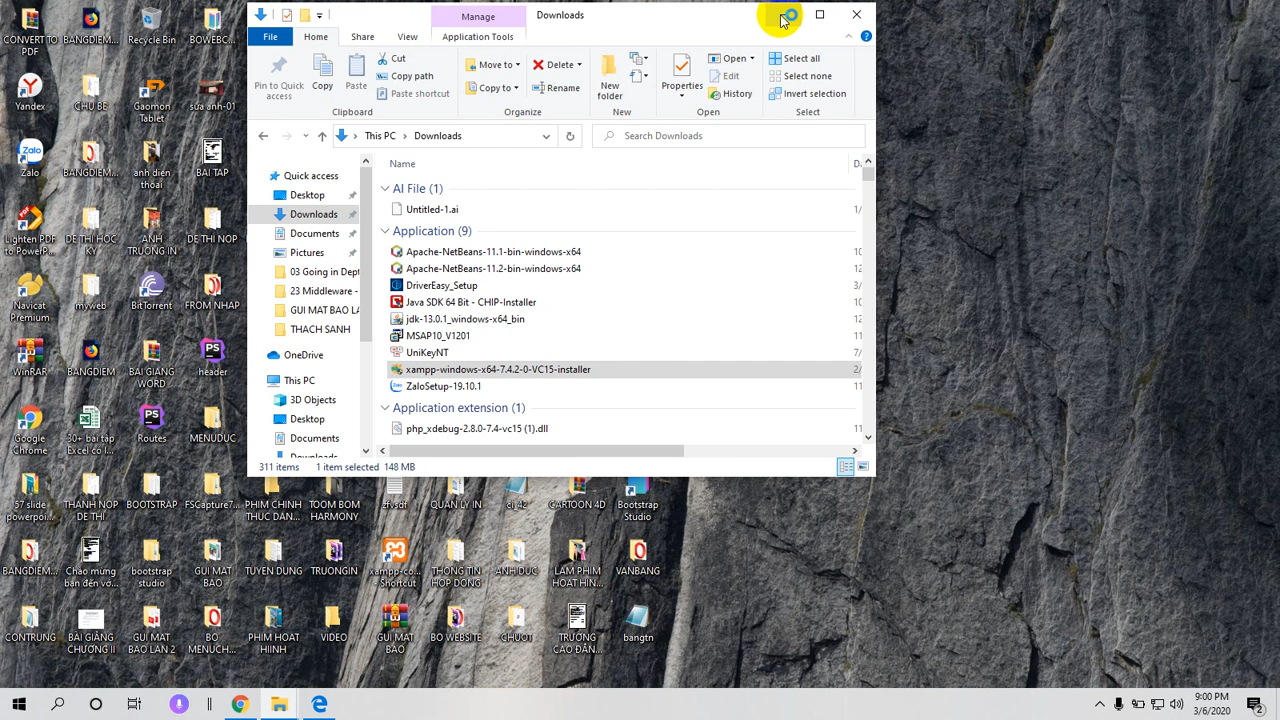 Manage
Downloads
File
Home
Share
View
Application Tools
Pin to Quick
access
Copy
Paste
Cut
Copy path
Paste shortcut
Clipboard
Move to
Copy to
Delete
Rename
Organize
New
folder
New
Properties
Open
Edit
History
Open
Select all
Select none
Invert selection
Select
This PC
Downloads
Search Downloads
Quick access
Desktop
Downloads
Documents
Pictures
03 Going in Dept
23 Middleware -
GUI MAT BAO LA
THACH SANH
OneDrive
This PC
3D Objects
Desktop
Documents
Name
AI File (1)
Untitled-1.ai
Application (9)
Apache-NetBeans-11.1-bin-windows-x64
Apache-NetBeans-11.2-bin-windows-x64
DriverEasy_Setup
Java SDK 64 Bit - CHIP-Installer
jdk-13.0.1_windows-x64_bin
MSAP10_V1201
UniKeyNT
xampp-windows-x64-7.4.2-0-VC15-installer
ZaloSetup-19.10.1
Application extension (1)
php_xdebug-2.8.0-7.4-vc15 (1).dll
311 items
1 item selected
148 MB
CONVERT TO
PDF
BANGDIEM...
Recycle Bin
BOWEBC...
Yandex
CHU BE
Gaomon
Tablet
sửa anh-01
Zalo
Zalo
BANGDIEM...
anh dien
thoai
BAI TAP
Lighten PDF
to PowerP...
DE THI HOC
KY
ANH
TRUONG IN
DE THI NOP
Navicat
Premium
myweb
BitTorrent
FROM NHAP
WinRAR
BANGDIEM...
BAI GIANG
WORD
header
Google
Chrome
30+ bai tap
Excel co l...
Routes
MENUDUC
57 slide
powerpoi...
THANH NOP
DE THI
BOOTSTRAP
FSCapture7...
PHIM CHINH
THUC DAN...
TOOM BOM
HARMONY
zfvsdf
QUAN LY IN
ci_42
CARTOON 4D
Bootstrap
Studio
BANGDIEM...
Chao mừng
bạn đến vớ...
bootstrap
studio
GUI MAT
BAO
TUYEN DUNG
TRUONGIN
xampp-co...
Shortcut
THONG TIN
HOP DONG
ANH DUC
LAM PHIM
HOAT HIN...
VANBANG
CONTRUNG
BÀI GIẢNG
CHƯƠNG II
GUI MAT
BAO LAN 2
BO
MENUCH...
PHIM HOAT
HIINH
VIDEO
GUI MAT
BAO
BO WEBSITE
CHUOT
TRƯỜNG
CAO ĐẲN...
bangtn
9:00 PM
3/6/2020
2